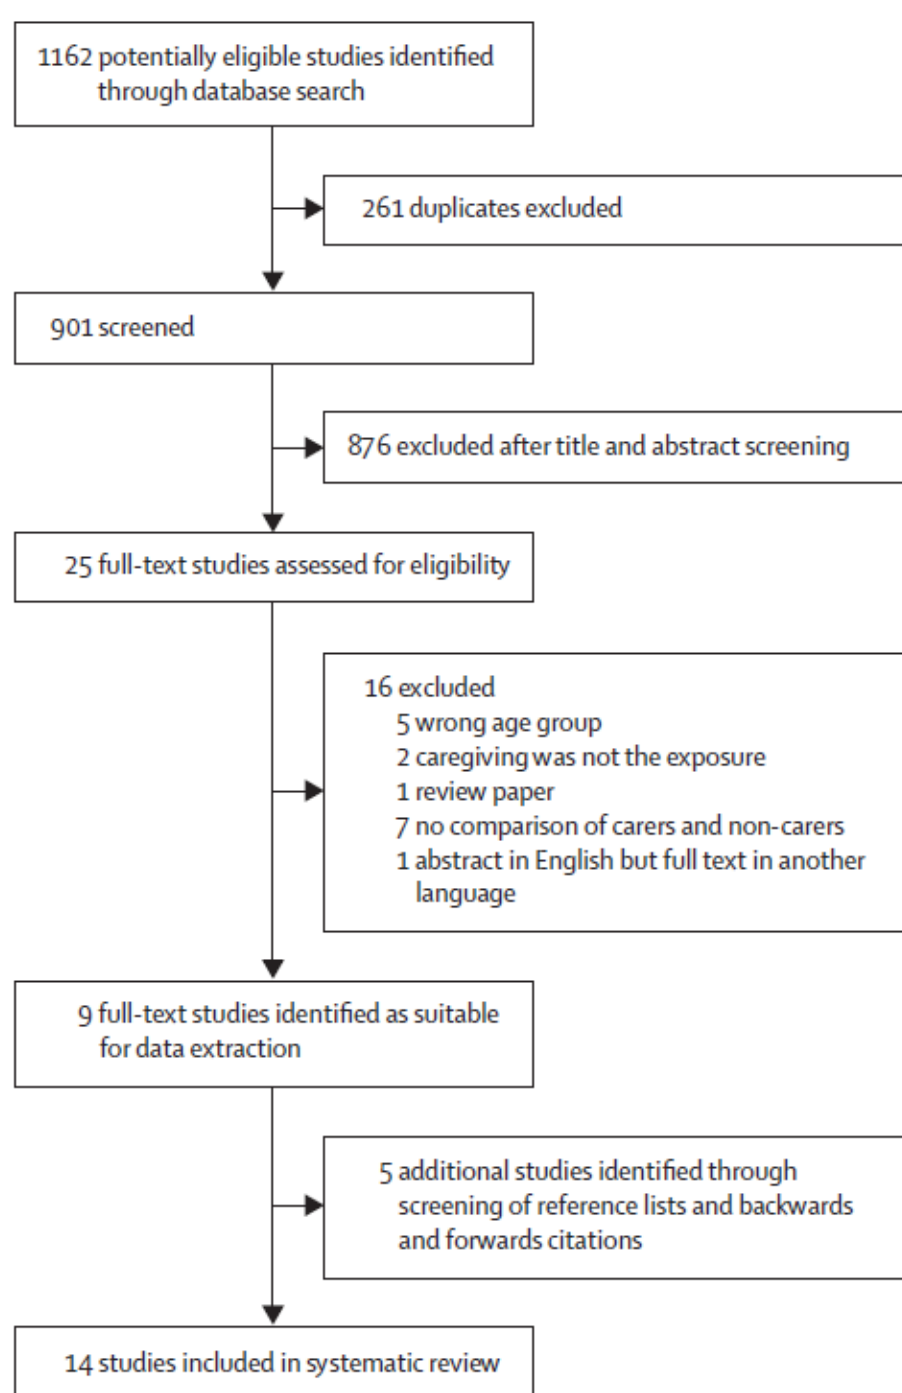 1162 potentially eligible studies identified
through database search
261 duplicates excluded
901 screened
876 excluded after title and abstract screening
25 full-text studies assessed for eligibility
16 excluded
5 wrong age group
2 caregiving was not the exposure
1 review paper
7 no comparison of carers and non-carers
1 abstract in English but full text in another
language
9 full-text studies identified as suitable
for data extraction
5 additional studies identified through
screening of reference lists and backwards
and forwards citations
14 studies included in systematic review